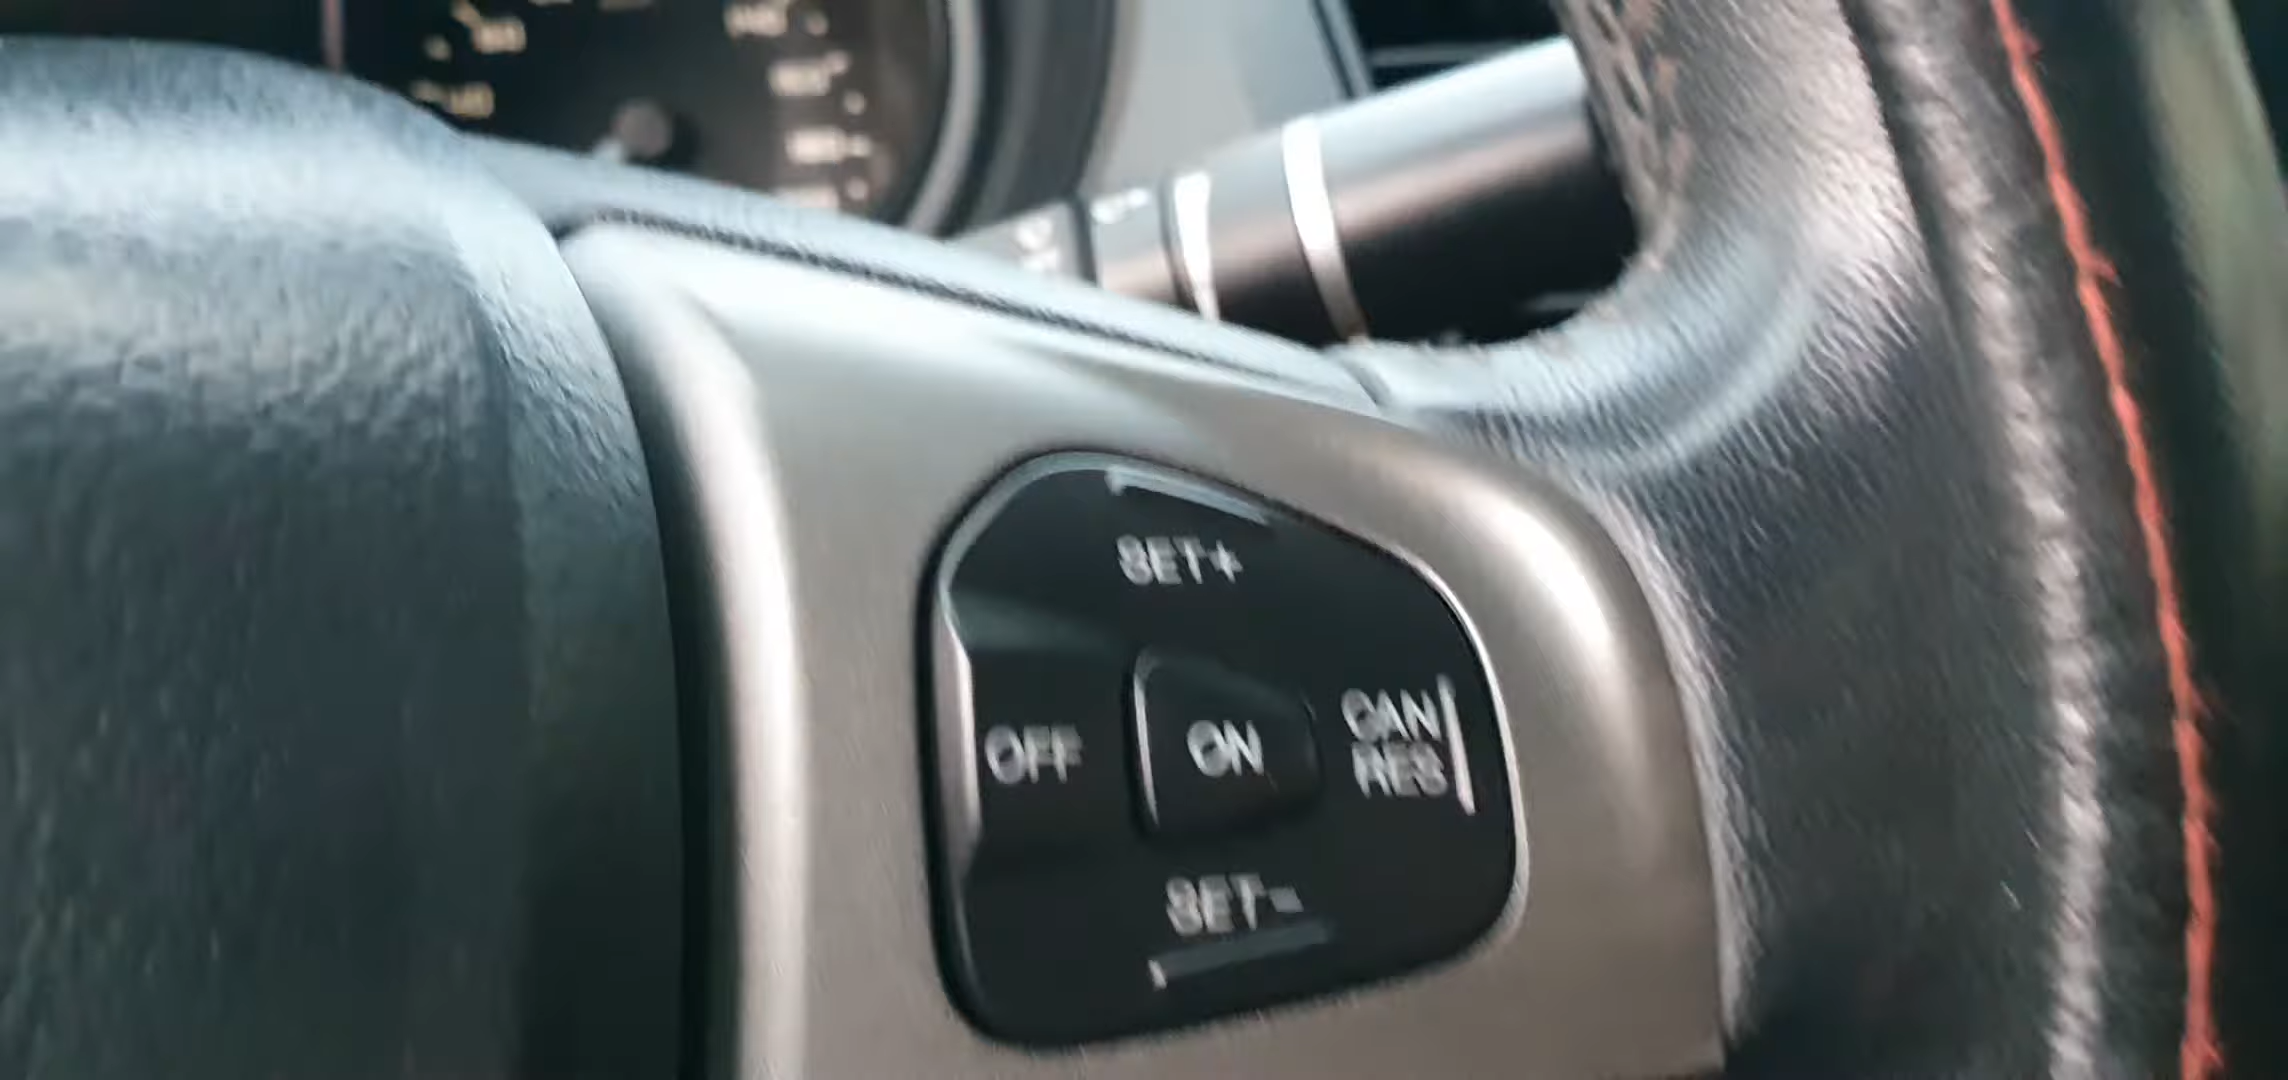 SET+
OFF
ON
CAN
RES
SET-